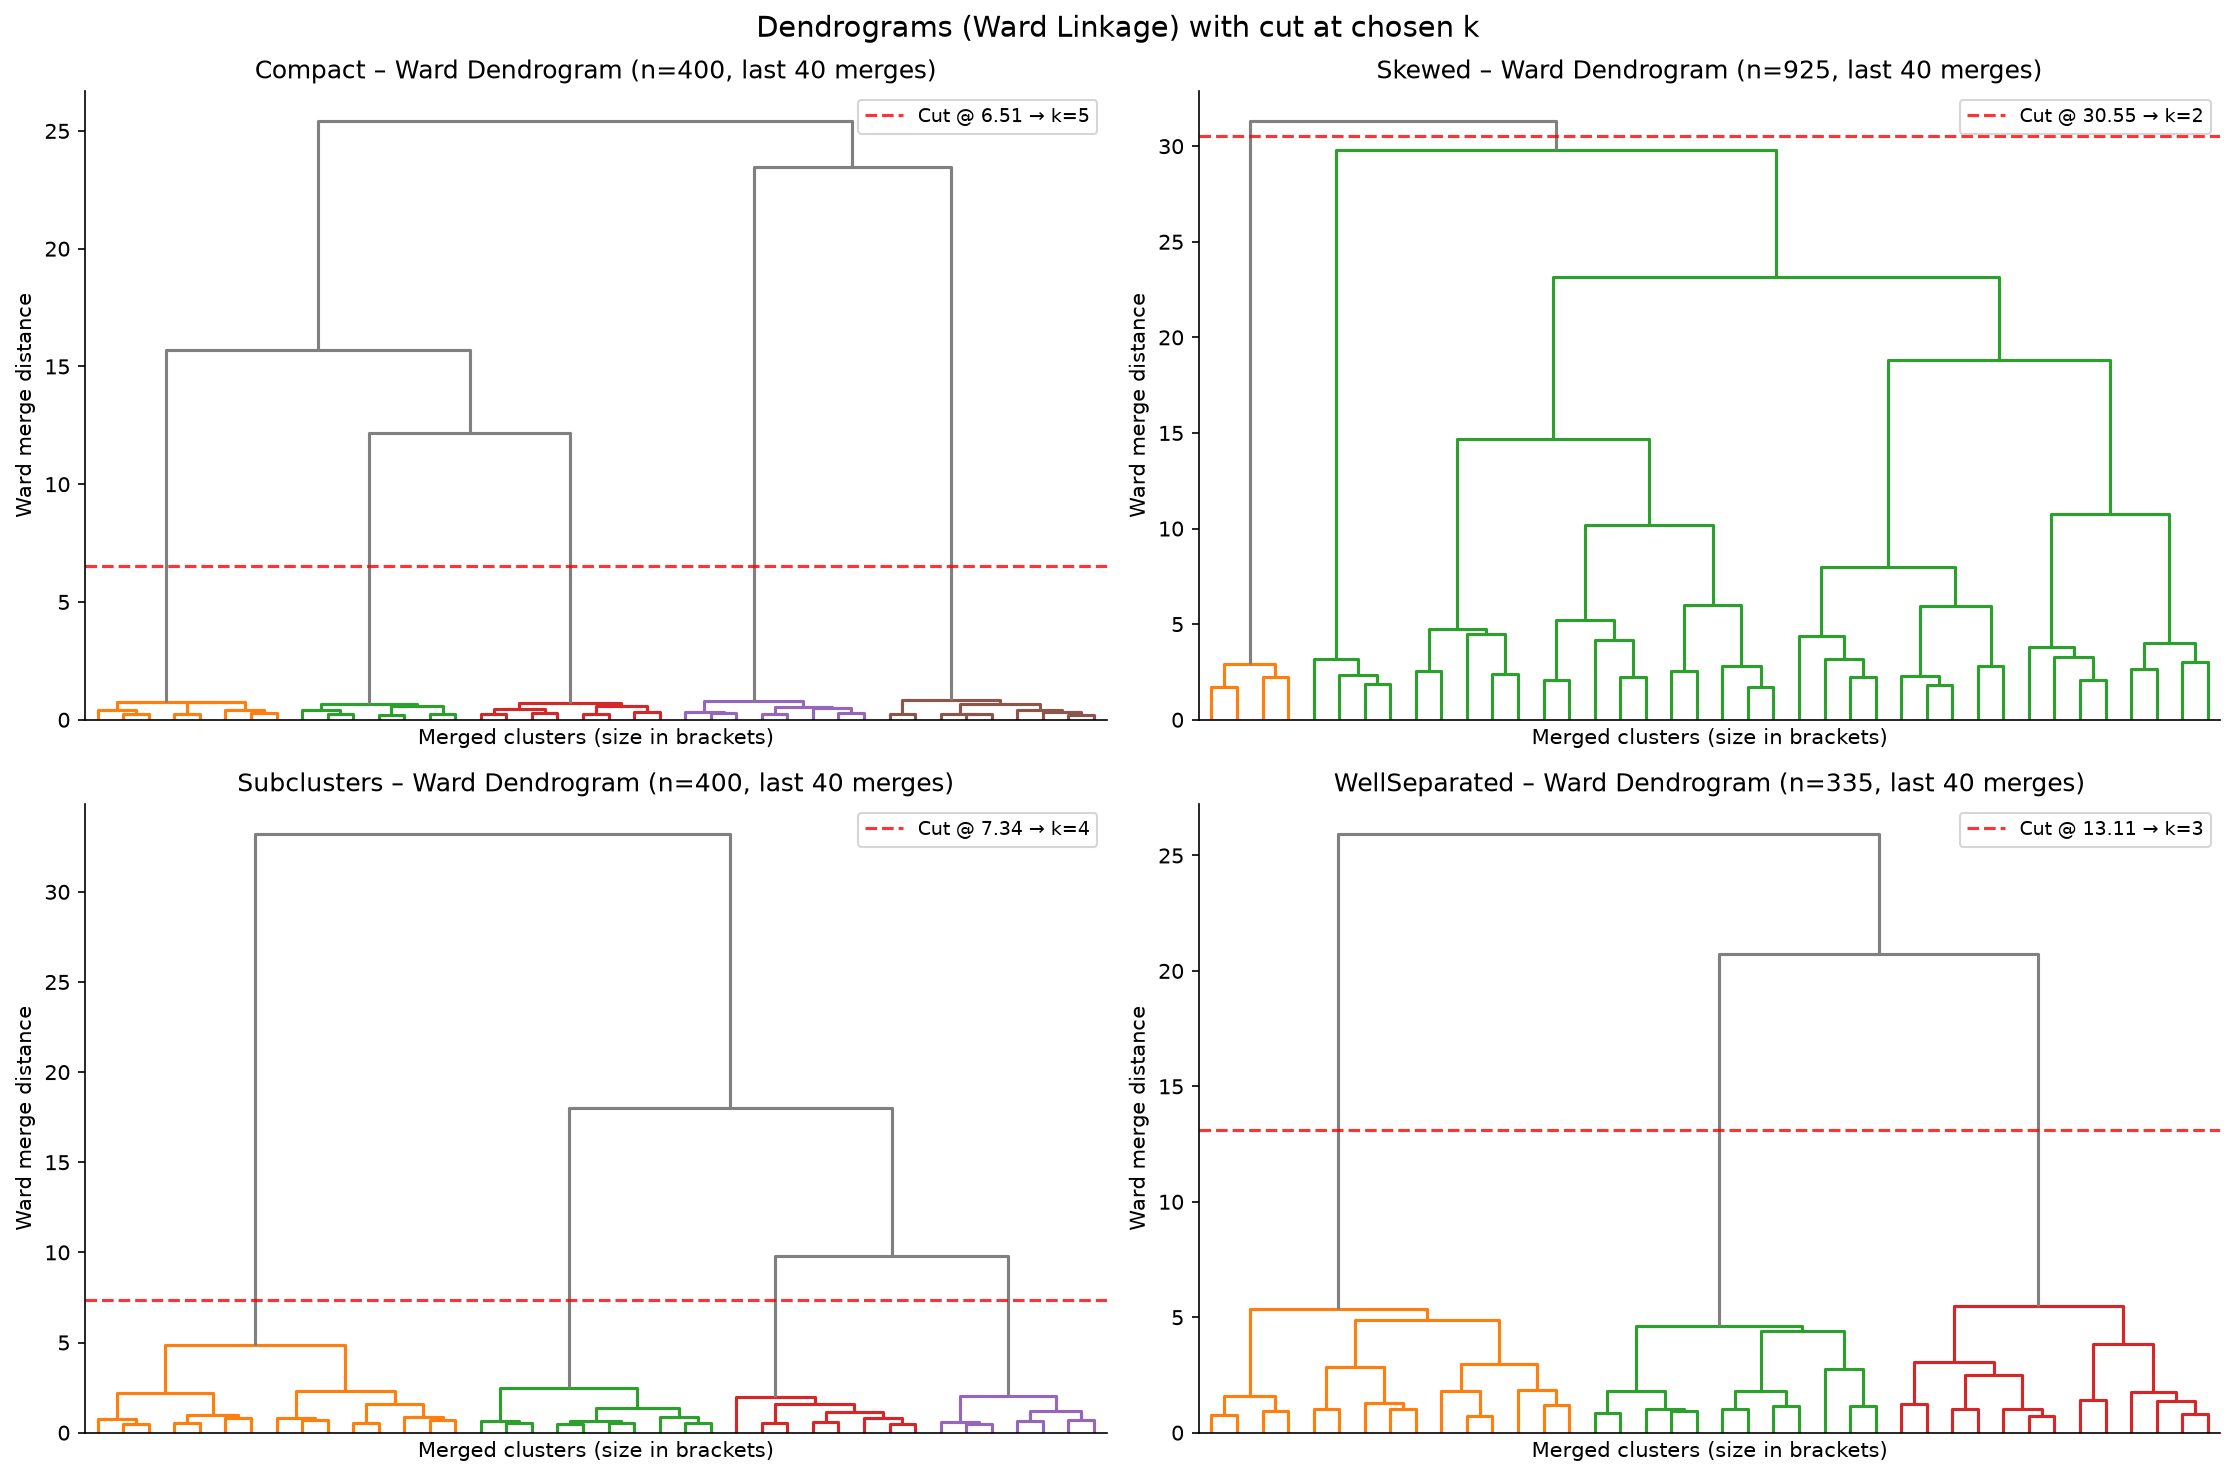 Dendrograms (Ward Linkage) with cut at chosen k
Compact – Ward Dendrogram (n=400, last 40 merges)
Cut @ 6.51 → k=5
25
20
15
10
5
0
Ward merge distance
Merged clusters (size in brackets)
Skewed – Ward Dendrogram (n=925, last 40 merges)
Cut @ 30.55 → k=2
30
25
20
15
10
5
0
Ward merge distance
Merged clusters (size in brackets)
Subclusters – Ward Dendrogram (n=400, last 40 merges)
Cut @ 7.34 → k=4
30
25
20
15
10
5
0
Ward merge distance
Merged clusters (size in brackets)
WellSeparated – Ward Dendrogram (n=335, last 40 merges)
Cut @ 13.11 → k=3
25
20
15
10
5
0
Ward merge distance
Merged clusters (size in brackets)